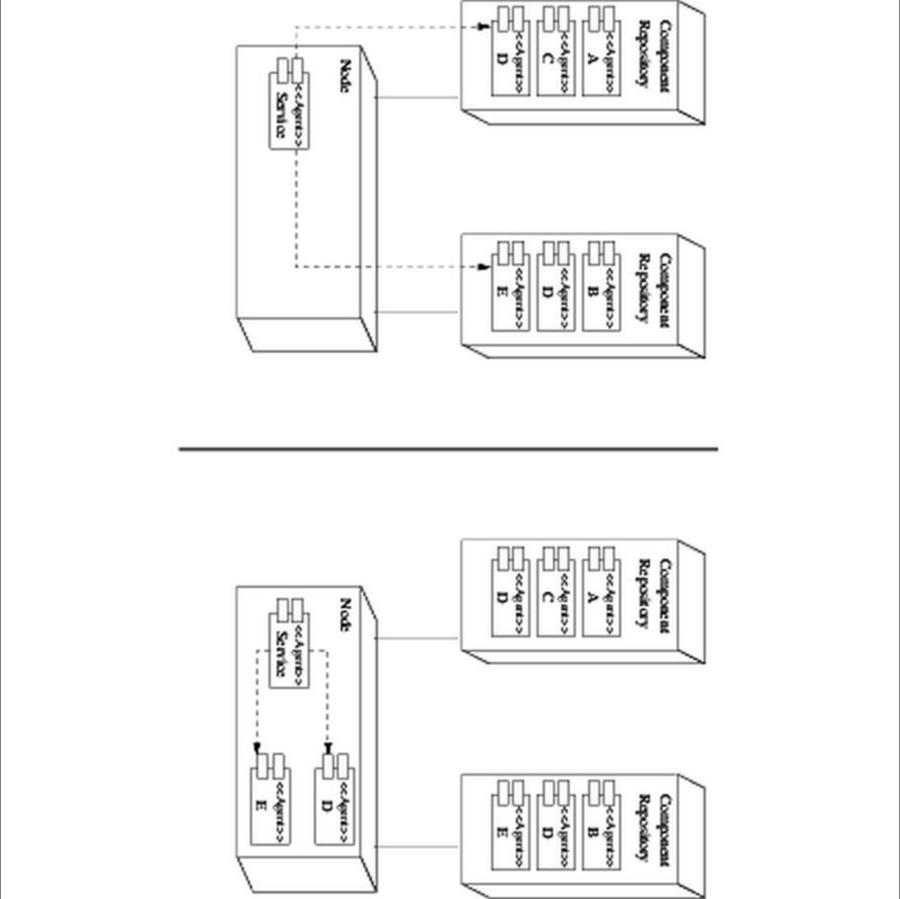 Component
Repository
<<Agent>>
A
<<Agent>>
C
<<Agent>>
D
Node
<<Agent>>
Service
Component
Repository
<<Agent>>
B
<<Agent>>
D
<<Agent>>
E
Component
Repository
<<Agent>>
A
<<Agent>>
C
<<Agent>>
D
Node
<<Agent>>
Service
<<Agent>>
D
<<Agent>>
E
Component
Repository
<<Agent>>
B
<<Agent>>
D
<<Agent>>
E